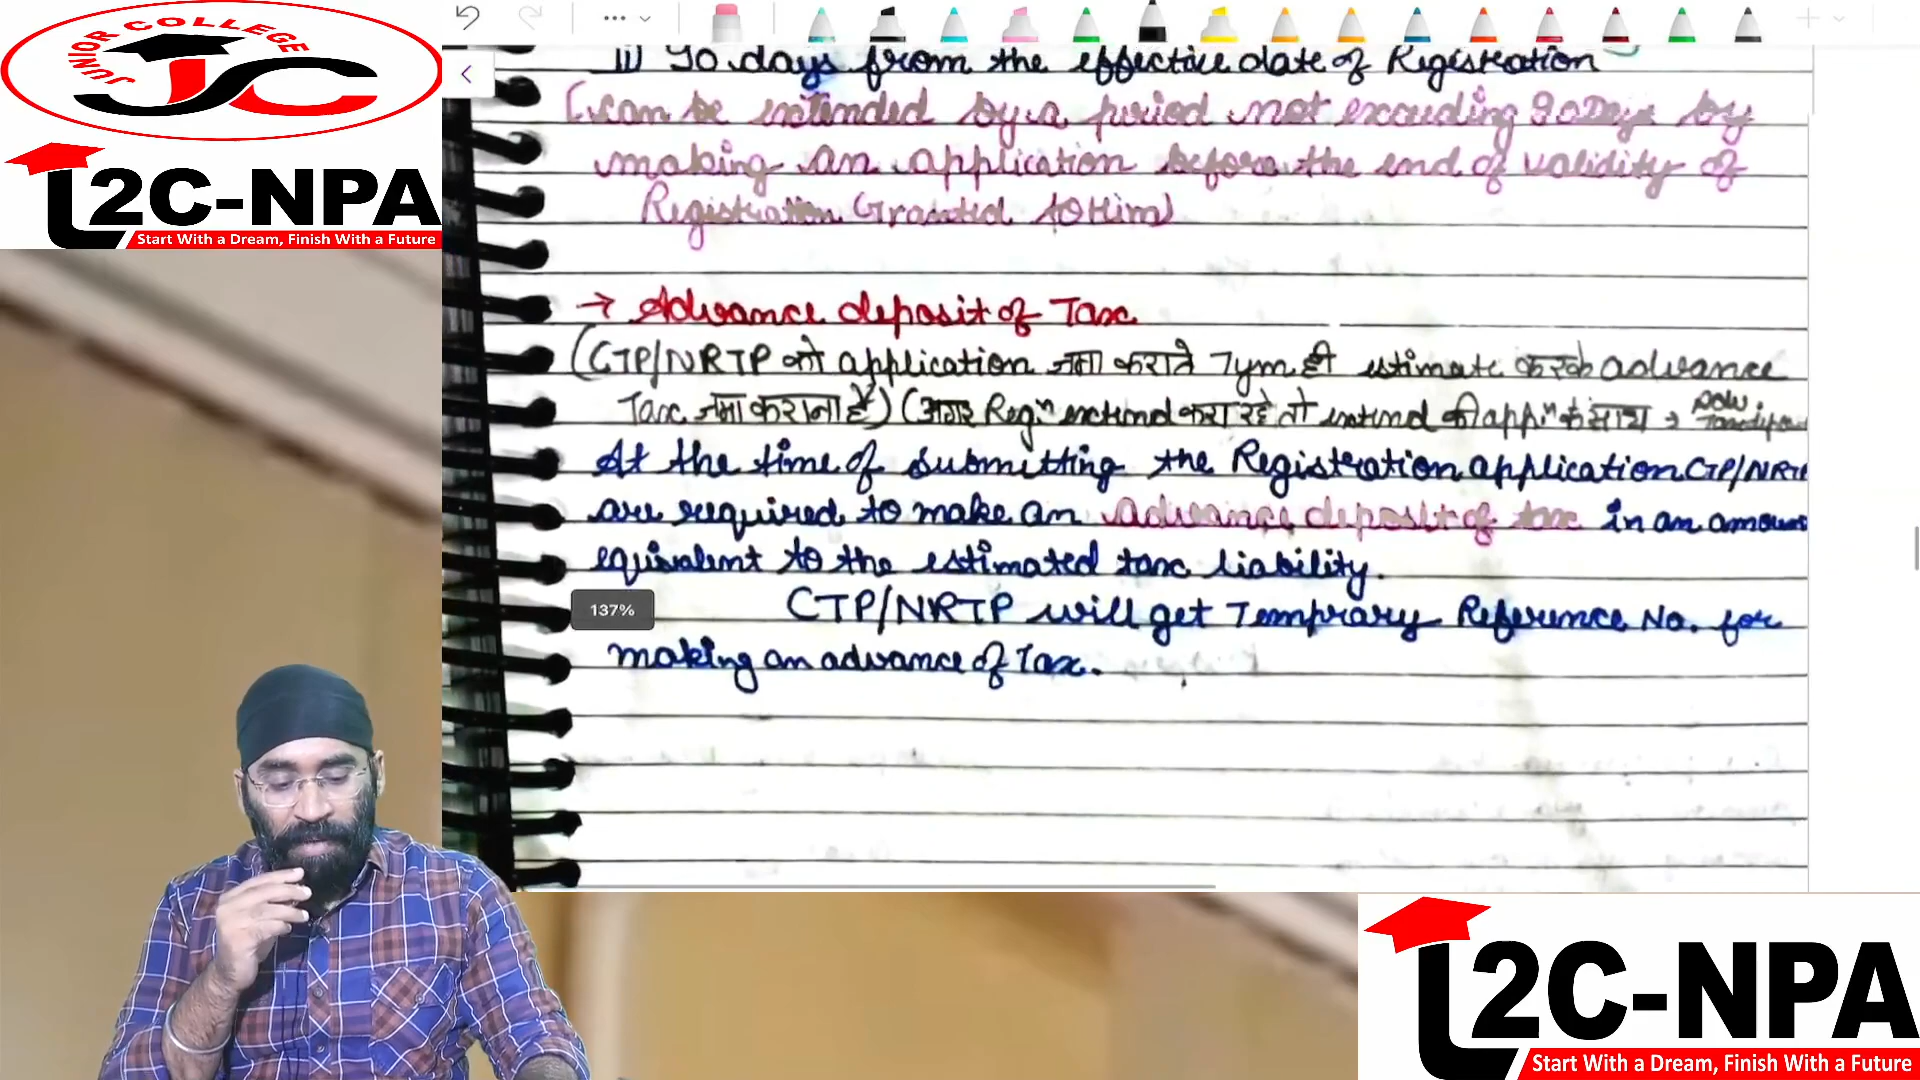 JUNIOR COLLEGE
JC
L2C-NPA
Start With a Dream, Finish With a Future
ii) 90 days from the effective date of Registration
(can be extended by a period not exceeding 90 Days by
making an application before the end of validity of
Registration Granted to Him)
→ Advance deposit of Tax
(CTP/NRTP को application जमा कराते Tym ही estimate करके advance
Tax जमा कराना है) (अगर Regⁿ extend करा रहे तो extend की appⁿ के साथ →
At the time of submitting the Registration application CTP/NRTP
are required to make an advance deposit of tax in an amoun
equivalent to the estimated tax liability.
137%
CTP/NRTP will get Temprary Reference No. for
making an advance of Tax.
L2C-NPA
Start With a Dream, Finish With a Future